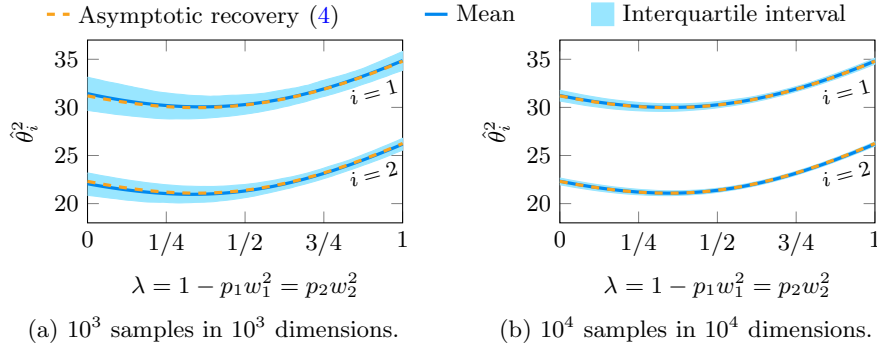 Asymptotic recovery (4) Mean Interquartile interval
35
30
25
20
θ̂ᵢ²
i = 1
i = 2
0 1/4 1/2 3/4 1
λ = 1 − p₁w₁² = p₂w₂²
(a) 10³ samples in 10³ dimensions.
35
30
25
20
θ̂ᵢ²
i = 1
i = 2
0 1/4 1/2 3/4 1
λ = 1 − p₁w₁² = p₂w₂²
(b) 10⁴ samples in 10⁴ dimensions.